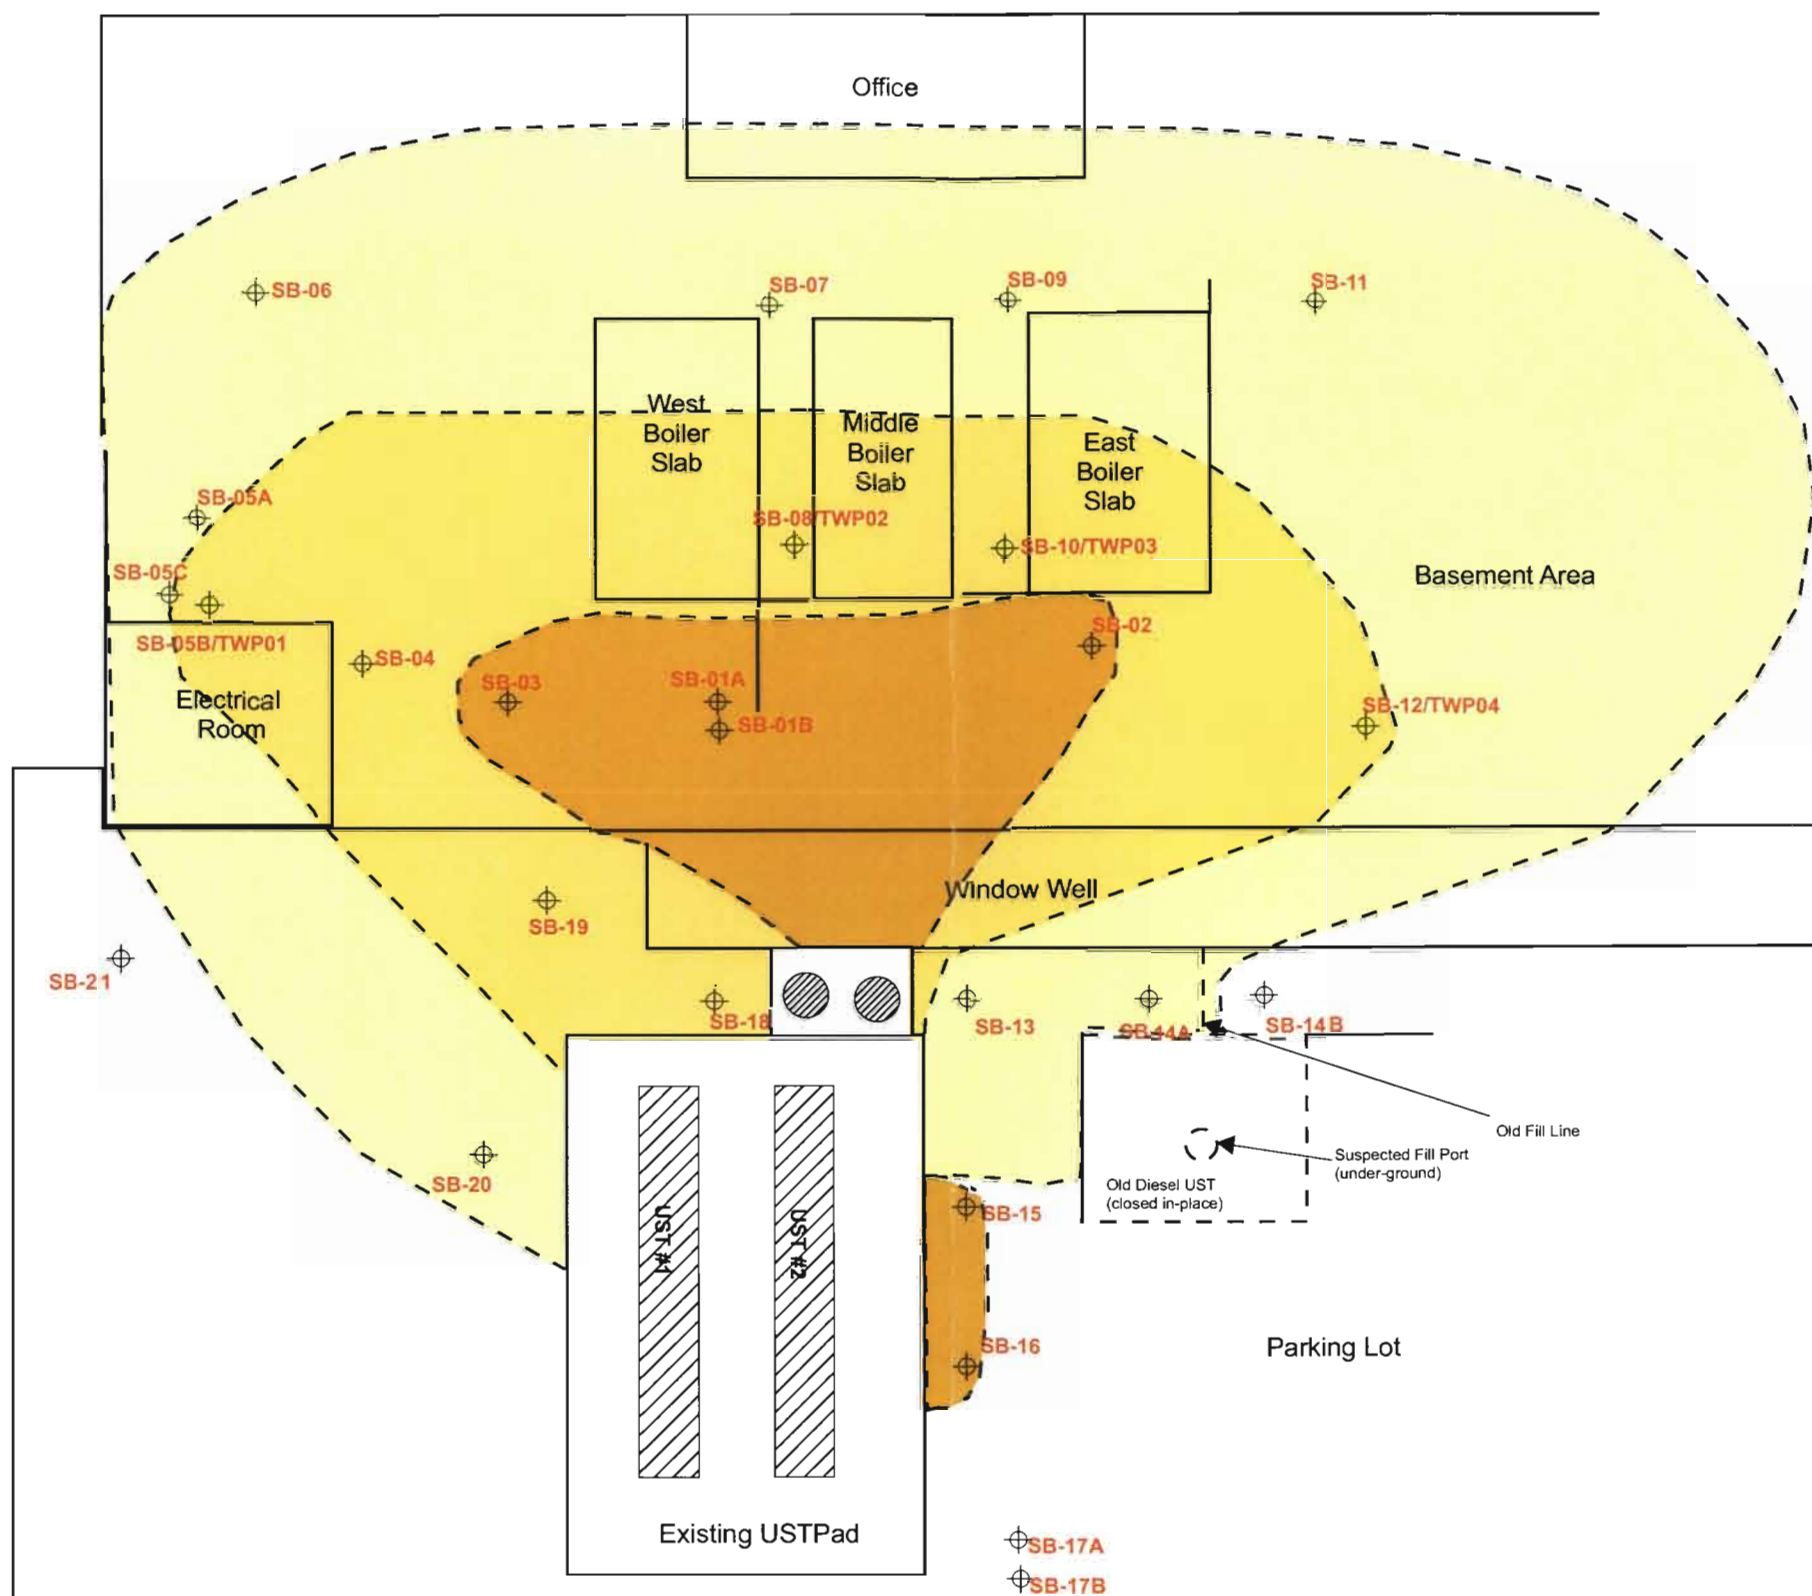 Office
SB-06
SB-07
SB-09
SB-11
West
Boiler
Slab
Middle
Boiler
Slab
East
Boiler
Slab
SB-05A
SB-08/TWP02
SB-10/TWP03
SB-05C
Basement Area
SB-05B/TWP01
SB-04
SB-02
SB-03
SB-01A
SB-01B
SB-12/TWP04
Electrical
Room
Window Well
SB-19
SB-21
SB-18
SB-13
SB-14A
SB-14B
Old Fill Line
Suspected Fill Port
(under-ground)
Old Diesel UST
(closed in-place)
SB-20
SB-15
UST #1
UST #2
SB-16
Parking Lot
Existing USTPad
SB-17A
SB-17B